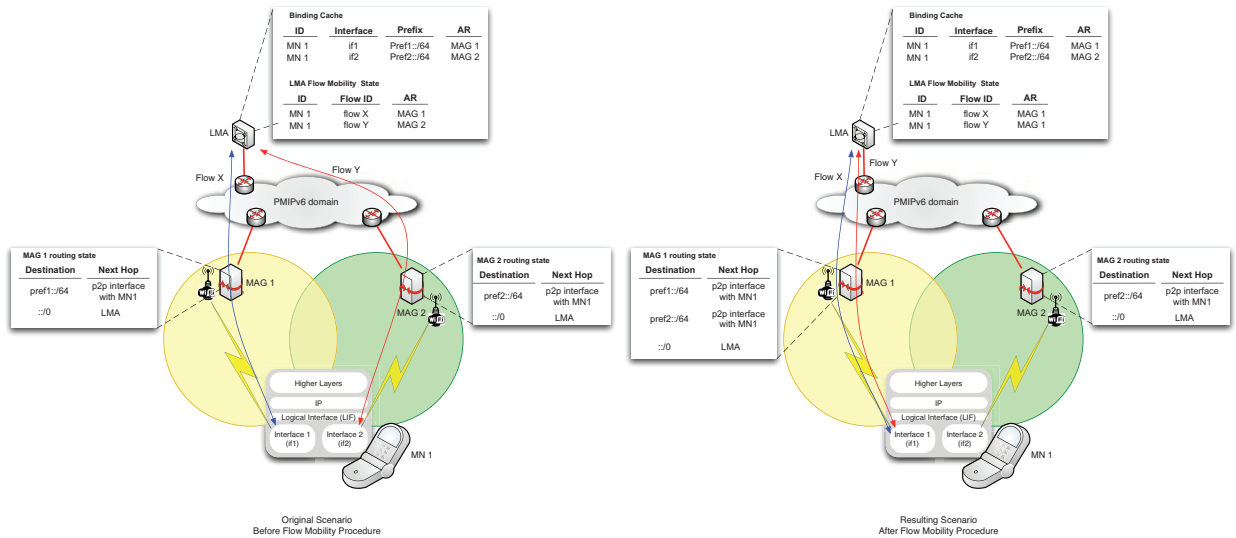 Binding Cache
ID Interface Prefix AR
MN 1 if1 Pref1::/64 MAG 1
MN 1 if2 Pref2::/64 MAG 2
LMA Flow Mobility State
ID Flow ID AR
MN 1 flow X MAG 1
MN 1 flow Y MAG 2
LMA
Flow X
Flow Y
PMIPv6 domain
MAG 1 routing state
Destination Next Hop
pref1::/64 p2p interface
with MN1
::/0 LMA
MAG 1
WiFi
MAG 2 routing state
Destination Next Hop
pref2::/64 p2p interface
with MN1
::/0 LMA
MAG 2
WiFi
Higher Layers
IP
Logical Interface (LIF)
Interface 1
(if1)
Interface 2
(if2)
MN 1
Original Scenario
Before Flow Mobility Procedure
Binding Cache
ID Interface Prefix AR
MN 1 if1 Pref1::/64 MAG 1
MN 1 if2 Pref2::/64 MAG 2
LMA Flow Mobility State
ID Flow ID AR
MN 1 flow X MAG 1
MN 1 flow Y MAG 1
LMA
Flow Y
Flow X
PMIPv6 domain
MAG 1 routing state
Destination Next Hop
pref1::/64 p2p interface
with MN1
pref2::/64 p2p interface
with MN1
::/0 LMA
MAG 1
WiFi
MAG 2 routing state
Destination Next Hop
pref2::/64 p2p interface
with MN1
::/0 LMA
MAG 2
WiFi
Higher Layers
IP
Logical Interface (LIF)
Interface 1
(if1)
Interface 2
(if2)
MN 1
Resulting Scenario
After Flow Mobility Procedure